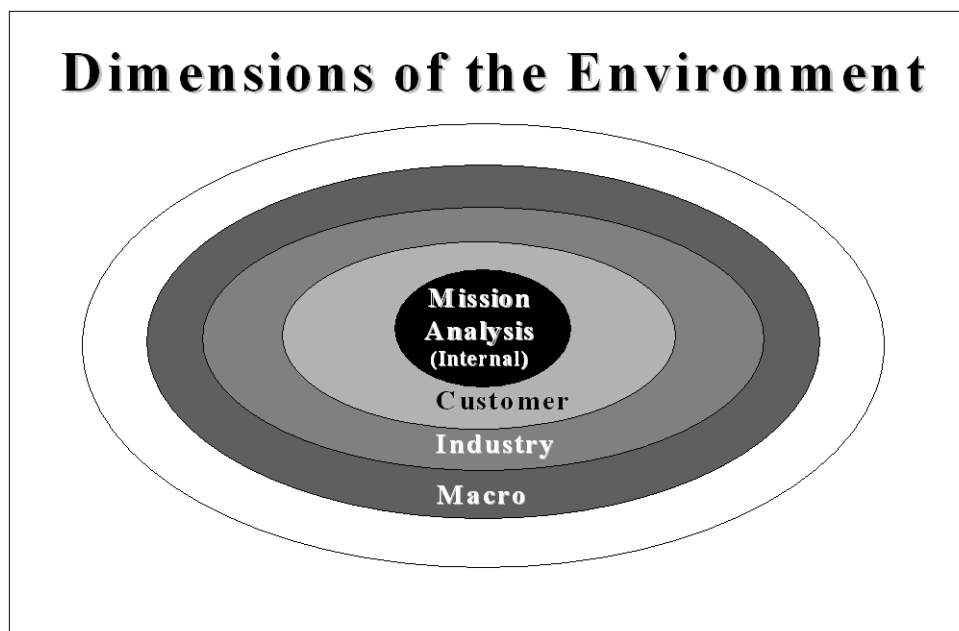 Dimensions of the Environment
Mission
Analysis
(Internal)
Customer
Industry
Macro